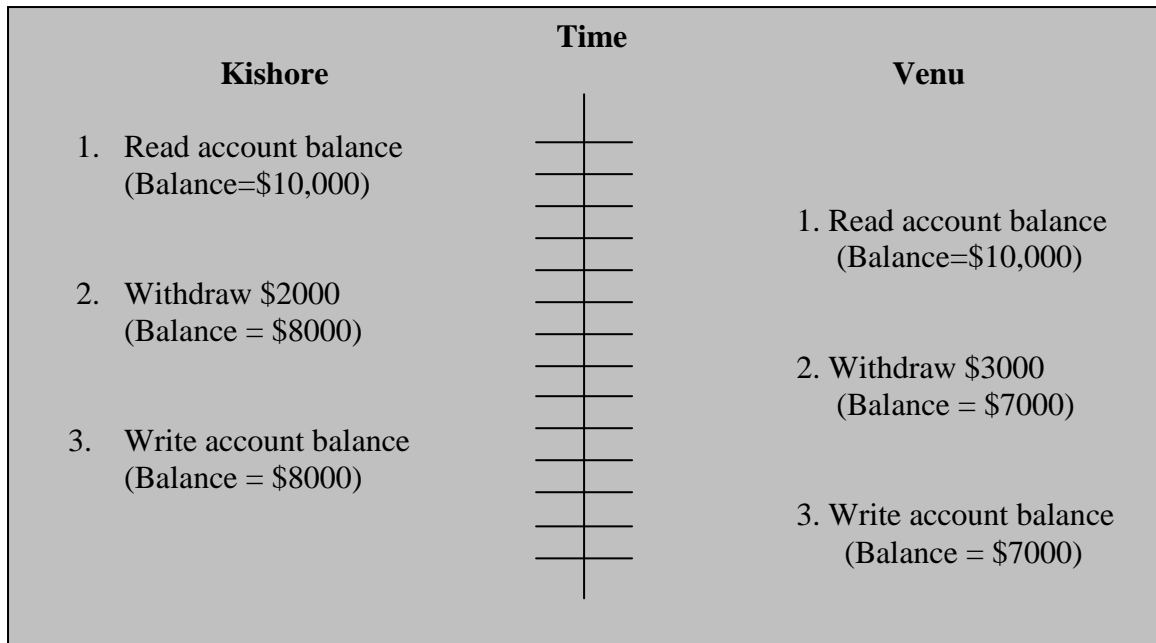 Time
Kishore
Venu
1. Read account balance
(Balance=$10,000)
1. Read account balance
(Balance=$10,000)
2. Withdraw $2000
(Balance = $8000)
2. Withdraw $3000
(Balance = $7000)
3. Write account balance
(Balance = $8000)
3. Write account balance
(Balance = $7000)